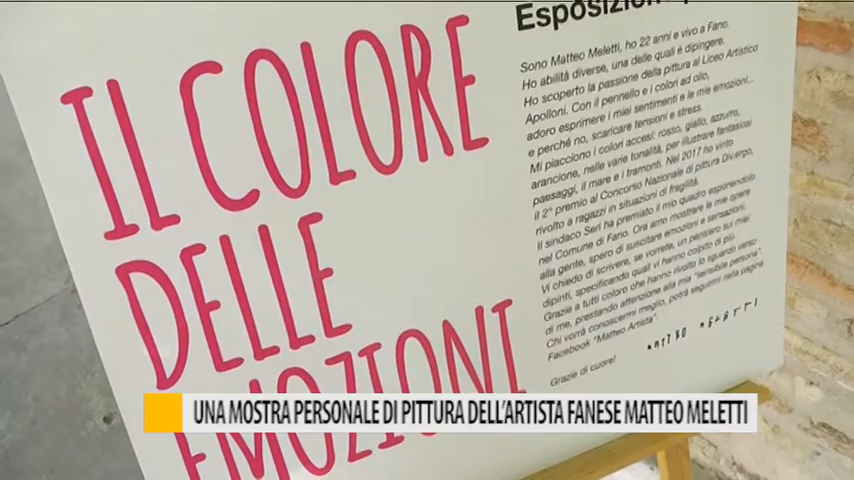 IL COLORE
DELLE
EMOZIONI
Esposizione
Sono Matteo Meletti, ho 22 anni e vivo a Fano.
Ho abilità diverse, una delle quali è dipingere.
Ho scoperto la passione della pittura al Liceo Artistico
Apolloni. Con il pennello e i colori ad olio,
adoro esprimere i miei sentimenti e le mie emozioni...
e perché no, scaricare tensioni e stress.
Mi piacciono i colori accesi: rosso, giallo, azzurro,
arancione, nelle varie tonalità, per illustrare fantasiosi
paesaggi, il mare e i tramonti. Nel 2017 ho vinto
il 2° premio al Concorso Nazionale di pittura Div.ergo,
rivolto a ragazzi in situazioni di fragilità.
Il sindaco Seri ha premiato il mio quadro esponendolo
nel Comune di Fano. Ora amo mostrare le mie opere
alla gente, spero di suscitare emozioni e sensazioni.
Vi chiedo di scrivere, se vorrete, un pensiero sui miei
dipinti, specificando quali vi hanno colpito di più.
Grazie a tutti coloro che hanno rivolto lo sguardo verso
di me, prestando attenzione alla mia "sensibile persona".
Chi vorrà conoscermi meglio, potrà seguirmi nella pagina
Facebook "Matteo Artista".
Grazie di cuore!
UNA MOSTRA PERSONALE DI PITTURA DELL'ARTISTA FANESE MATTEO MELETTI